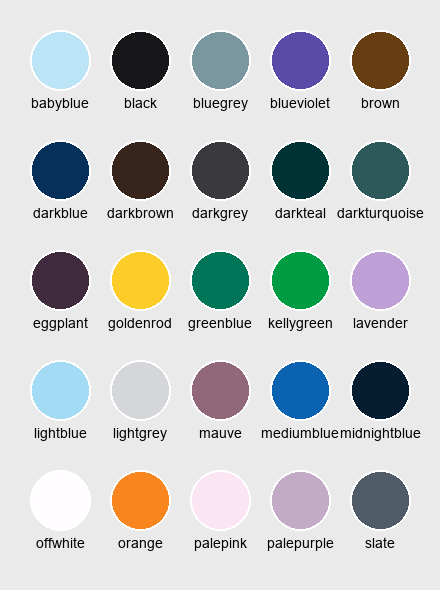 babyblue black bluegrey blueviolet brown
darkblue darkbrown darkgrey darkteal darkturquoise
eggplant goldenrod greenblue kellygreen lavender
lightblue lightgrey mauve mediumblue midnightblue
offwhite orange palepink palepurple slate